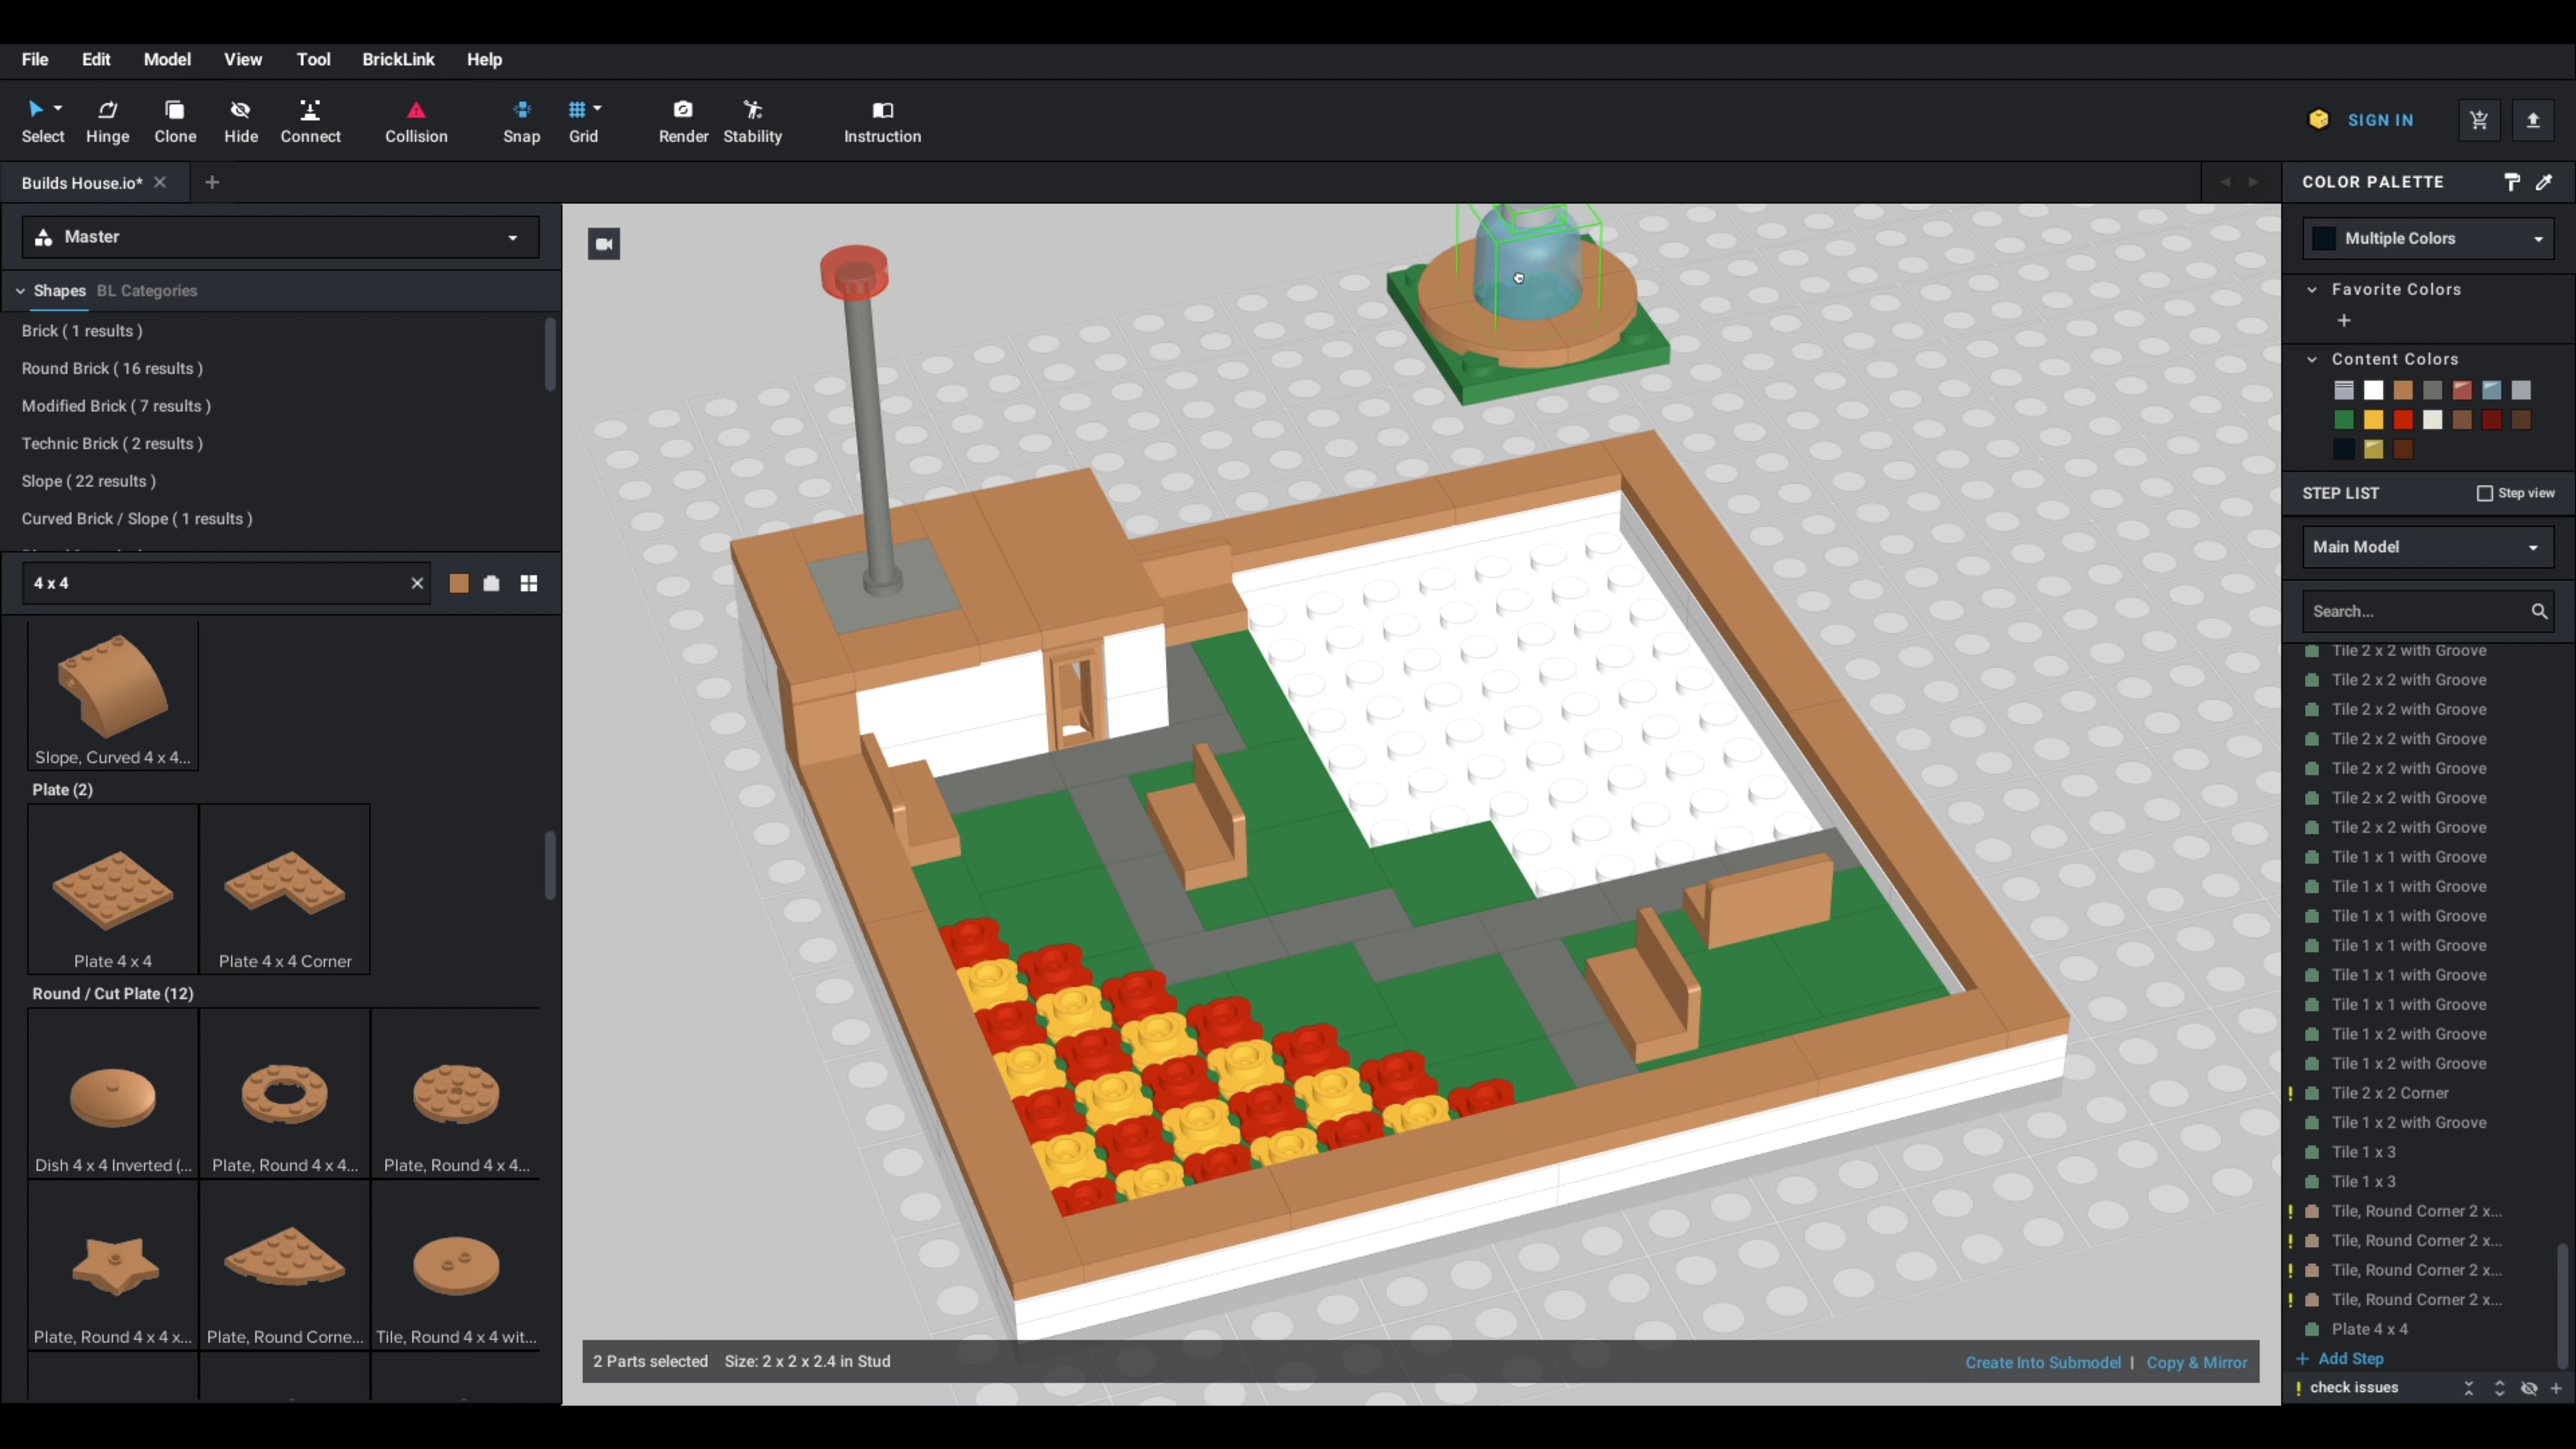 File Edit Model View Tool BrickLink Help
Select Hinge Clone Hide Connect Collision Snap Grid Render Stability Instruction
SIGN IN
Builds House.io*
Master
Shapes BL Categories
Brick ( 1 results )
Round Brick ( 16 results )
Modified Brick ( 7 results )
Technic Brick ( 2 results )
Slope ( 22 results )
Curved Brick / Slope ( 1 results )
4 x 4
Slope, Curved 4 x 4...
Plate (2)
Plate 4 x 4
Plate 4 x 4 Corner
Round / Cut Plate (12)
Dish 4 x 4 Inverted (...
Plate, Round 4 x 4...
Plate, Round 4 x 4...
Plate, Round 4 x 4 x...
Plate, Round Corne...
Tile, Round 4 x 4 wit...
2 Parts selected Size: 2 x 2 x 2.4 in Stud
Create Into Submodel | Copy & Mirror
COLOR PALETTE
Multiple Colors
Favorite Colors
Content Colors
STEP LIST
Step view
Main Model
Search...
Tile 2 x 2 with Groove
Tile 2 x 2 with Groove
Tile 2 x 2 with Groove
Tile 2 x 2 with Groove
Tile 2 x 2 with Groove
Tile 2 x 2 with Groove
Tile 2 x 2 with Groove
Tile 1 x 1 with Groove
Tile 1 x 1 with Groove
Tile 1 x 1 with Groove
Tile 1 x 1 with Groove
Tile 1 x 1 with Groove
Tile 1 x 1 with Groove
Tile 1 x 2 with Groove
Tile 1 x 2 with Groove
Tile 2 x 2 Corner
Tile 1 x 2 with Groove
Tile 1 x 3
Tile 1 x 3
Tile, Round Corner 2 x...
Tile, Round Corner 2 x...
Tile, Round Corner 2 x...
Tile, Round Corner 2 x...
Plate 4 x 4
+ Add Step
! check issues